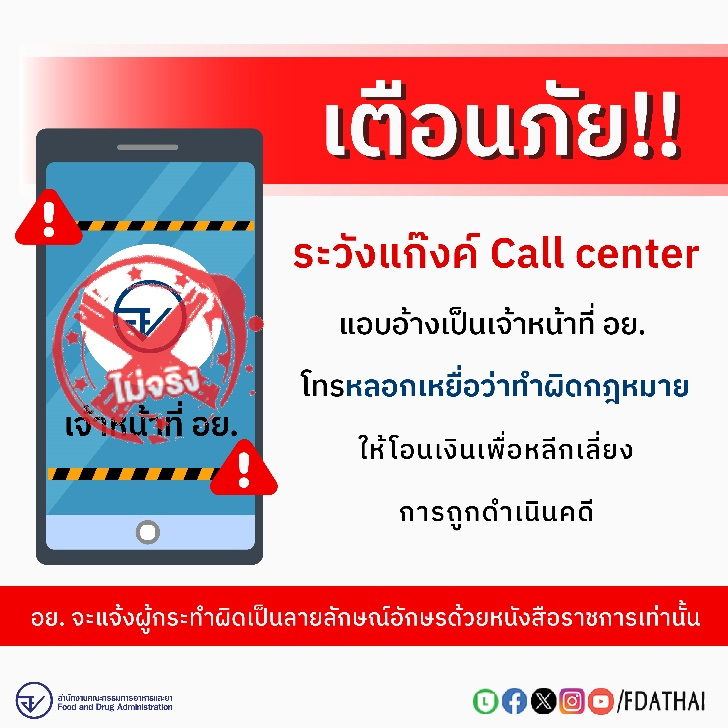 เตือนภัย!!
ระวังแก๊งค์ Call center
แอบอ้างเป็นเจ้าหน้าที่ อย.
โทรหลอกเหยื่อว่าทำผิดกฎหมาย
ให้โอนเงินเพื่อหลีกเลี่ยง
การถูกดำเนินคดี
ไม่จริง
เจ้าหน้าที่ อย.
อย. จะแจ้งผู้กระทำผิดเป็นลายลักษณ์อักษรด้วยหนังสือราชการเท่านั้น
สำนักงานคณะกรรมการอาหารและยา
Food and Drug Administration
/FDATHAI